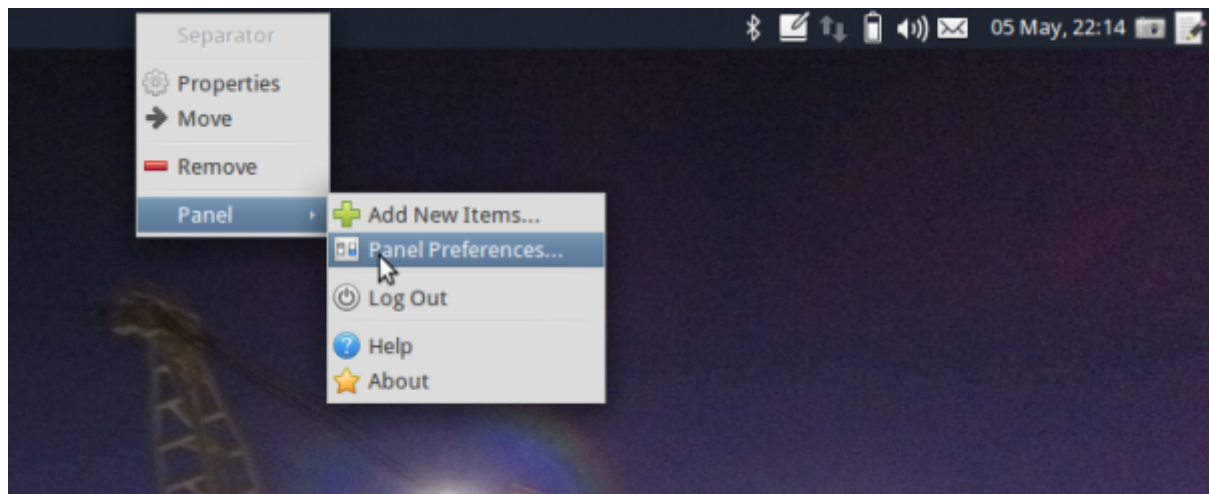 Separator
05 May, 22:14
Properties
Move
Remove
Panel
Add New Items...
Panel Preferences...
Log Out
Help
About